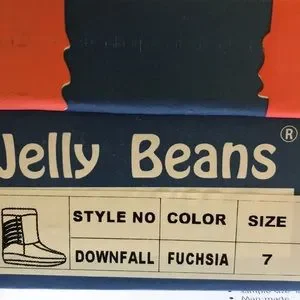 Jelly Beans®
STYLE NO COLOR SIZE
DOWNFALL FUCHSIA 7